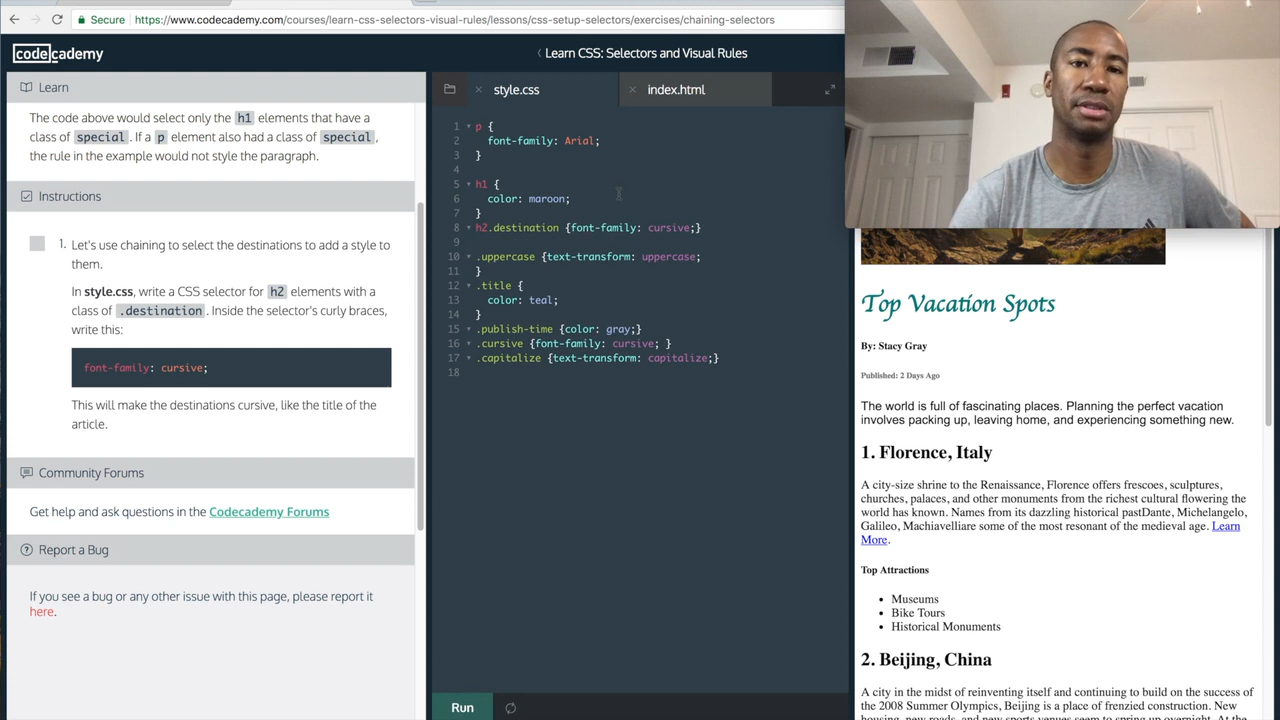 Secure https://www.codecademy.com/courses/learn-css-selectors-visual-rules/lessons/css-setup-selectors/exercises/chaining-selectors
codecademy
Learn CSS: Selectors and Visual Rules
Learn
The code above would select only the h1 elements that have a
class of special. If a p element also had a class of special,
the rule in the example would not style the paragraph.
Instructions
1. Let's use chaining to select the destinations to add a style to
them.
In style.css, write a CSS selector for h2 elements with a
class of .destination. Inside the selector's curly braces,
write this:
font-family: cursive;
This will make the destinations cursive, like the title of the
article.
Community Forums
Get help and ask questions in the Codecademy Forums
Report a Bug
If you see a bug or any other issue with this page, please report it
here.
style.css
index.html
1 p {
2 font-family: Arial;
3 }
4
5 h1 {
6 color: maroon;
7 }
8 h2.destination {font-family: cursive;}
9
10 .uppercase {text-transform: uppercase;
11 }
12 .title {
13 color: teal;
14 }
15 .publish-time {color: gray;}
16 .cursive {font-family: cursive; }
17 .capitalize {text-transform: capitalize;}
18
Run
Top Vacation Spots
By: Stacy Gray
Published: 2 Days Ago
The world is full of fascinating places. Planning the perfect vacation
involves packing up, leaving home, and experiencing something new.
1. Florence, Italy
A city-size shrine to the Renaissance, Florence offers frescoes, sculptures,
churches, palaces, and other monuments from the richest cultural flowering the
world has known. Names from its dazzling historical pastDante, Michelangelo,
Galileo, Machiavelliare some of the most resonant of the medieval age. Learn
More.
Top Attractions
• Museums
• Bike Tours
• Historical Monuments
2. Beijing, China
A city in the midst of reinventing itself and continuing to build on the success of
the 2008 Summer Olympics, Beijing is a place of frenzied construction. New
housing, new roads, and new sports venues seem to spring up overnight. At the